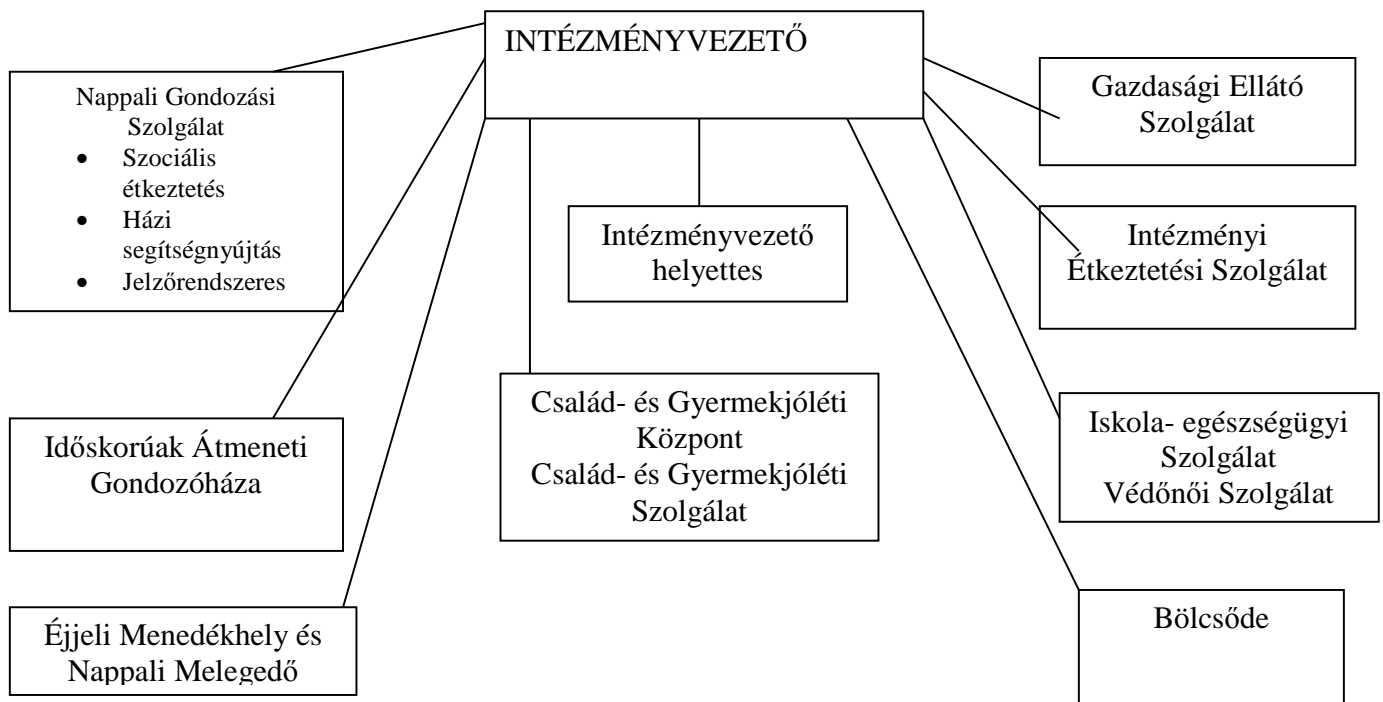 INTÉZMÉNYVEZETŐ
Nappali Gondozási
Szolgálat
• Szociális
étkeztetés
• Házi
segítségnyújtás
• Jelzőrendszeres
Gazdasági Ellátó
Szolgálat
Intézményvezető
helyettes
Intézményi
Étkeztetési Szolgálat
Időskorúak Átmeneti
Gondozóháza
Család- és Gyermekjóléti
Központ
Család- és Gyermekjóléti
Szolgálat
Iskola- egészségügyi
Szolgálat
Védőnői Szolgálat
Éjjeli Menedékhely és
Nappali Melegedő
Bölcsőde